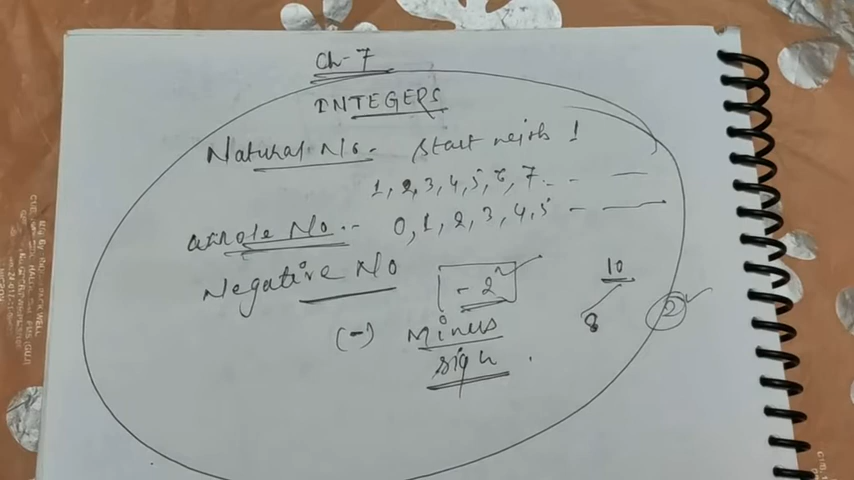 Ch-7
INTEGERS
Natural No. Start with 1
1, 2, 3, 4, 5, 6, 7 - -
Whole No. - 0, 1, 2, 3, 4, 5 -
Negative No - 2
10
8 2
(-) Minus
sign .